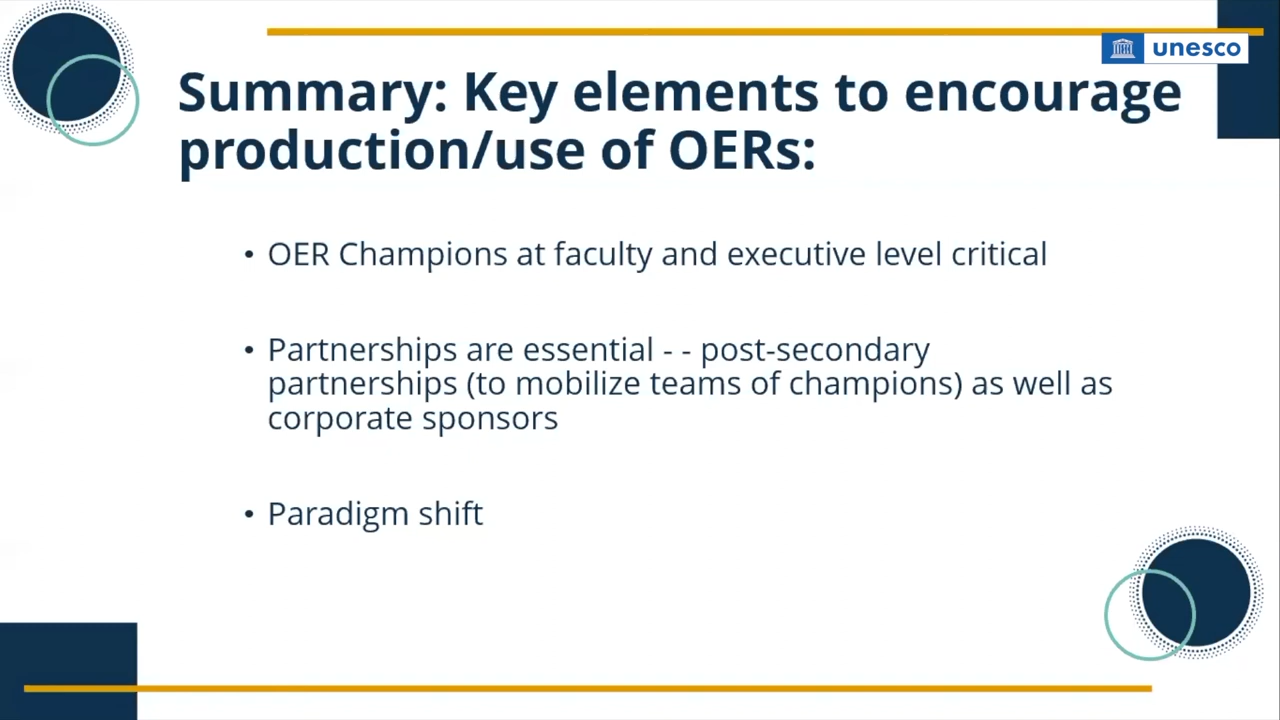 unesco
Summary: Key elements to encourage
production/use of OERs:
• OER Champions at faculty and executive level critical
• Partnerships are essential - - post-secondary
partnerships (to mobilize teams of champions) as well as
corporate sponsors
• Paradigm shift